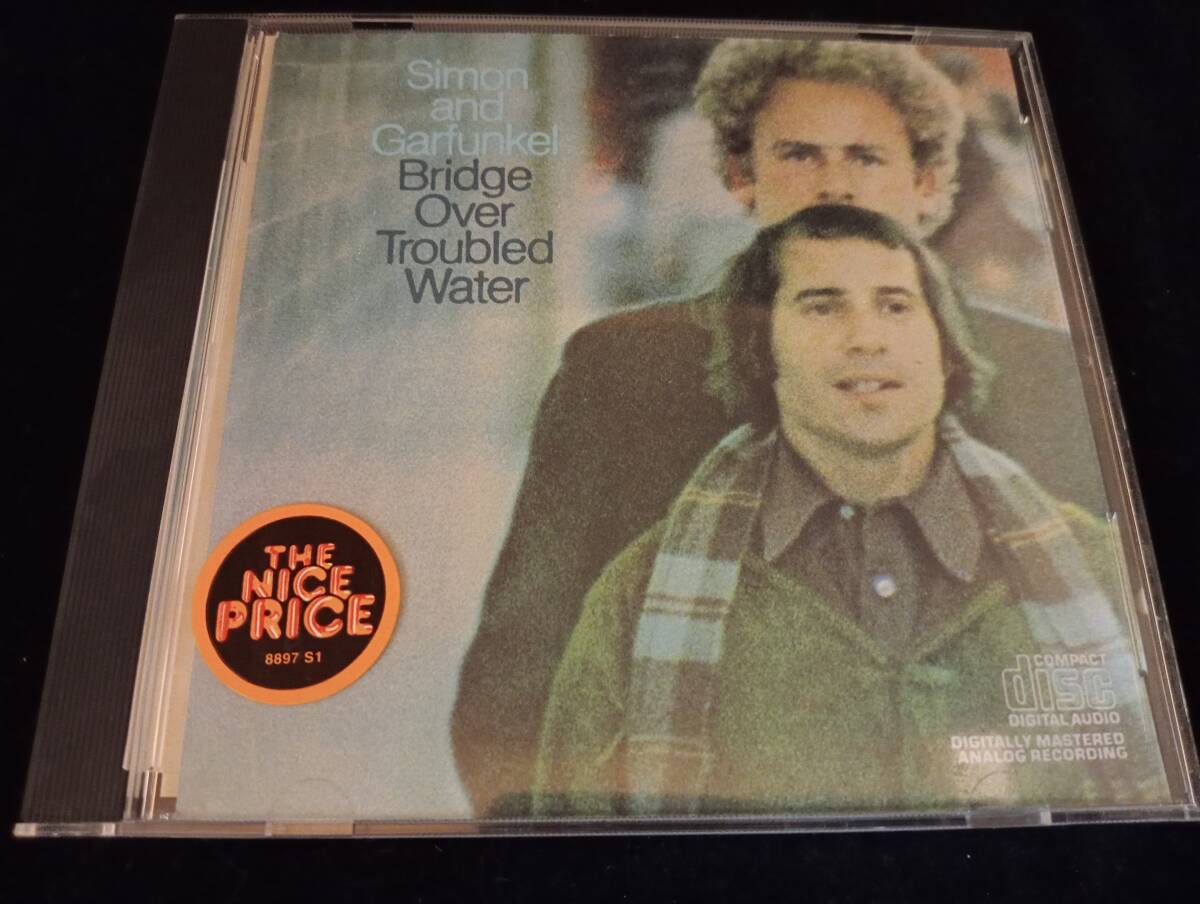 Simon
and
Garfunkel
Bridge
Over
Troubled
Water
THE
NICE
PRICE
8897 S1
COMPACT
disc
DIGITAL AUDIO
DIGITALLY MASTERED
ANALOG RECORDING